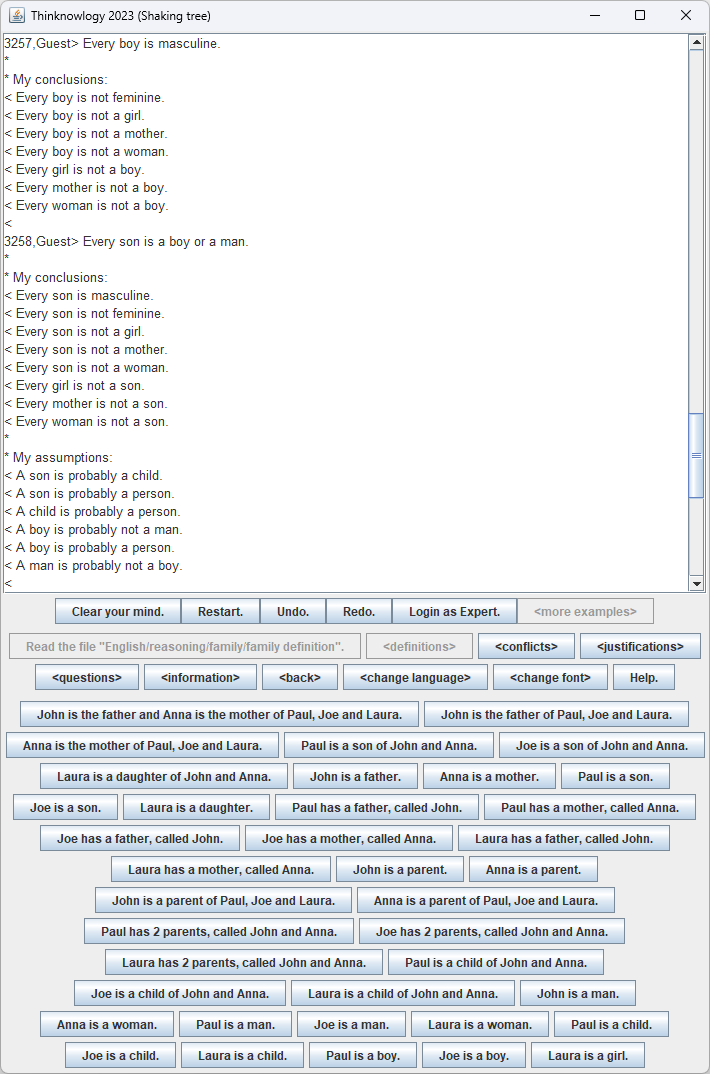 Thinknowlogy 2023 (Shaking tree)
3257,Guest> Every boy is masculine.
*
* My conclusions:
< Every boy is not feminine.
< Every boy is not a girl.
< Every boy is not a mother.
< Every boy is not a woman.
< Every girl is not a boy.
< Every mother is not a boy.
< Every woman is not a boy.
<
3258,Guest> Every son is a boy or a man.
*
* My conclusions:
< Every son is masculine.
< Every son is not feminine.
< Every son is not a girl.
< Every son is not a mother.
< Every son is not a woman.
< Every girl is not a son.
< Every mother is not a son.
< Every woman is not a son.
*
* My assumptions:
< A son is probably a child.
< A son is probably a person.
< A child is probably a person.
< A boy is probably not a man.
< A boy is probably a person.
< A man is probably not a boy.
<
Clear your mind. Restart. Undo. Redo. Login as Expert. <more examples>
Read the file "English/reasoning/family/family definition". <definitions> <conflicts> <justifications>
<questions> <information> <back> <change language> <change font> Help.
John is the father and Anna is the mother of Paul, Joe and Laura. John is the father of Paul, Joe and Laura.
Anna is the mother of Paul, Joe and Laura. Paul is a son of John and Anna. Joe is a son of John and Anna.
Laura is a daughter of John and Anna. John is a father. Anna is a mother. Paul is a son.
Joe is a son. Laura is a daughter. Paul has a father, called John. Paul has a mother, called Anna.
Joe has a father, called John. Joe has a mother, called Anna. Laura has a father, called John.
Laura has a mother, called Anna. John is a parent. Anna is a parent.
John is a parent of Paul, Joe and Laura. Anna is a parent of Paul, Joe and Laura.
Paul has 2 parents, called John and Anna. Joe has 2 parents, called John and Anna.
Laura has 2 parents, called John and Anna. Paul is a child of John and Anna.
Joe is a child of John and Anna. Laura is a child of John and Anna. John is a man.
Anna is a woman. Paul is a man. Joe is a man. Laura is a woman. Paul is a child.
Joe is a child. Laura is a child. Paul is a boy. Joe is a boy. Laura is a girl.